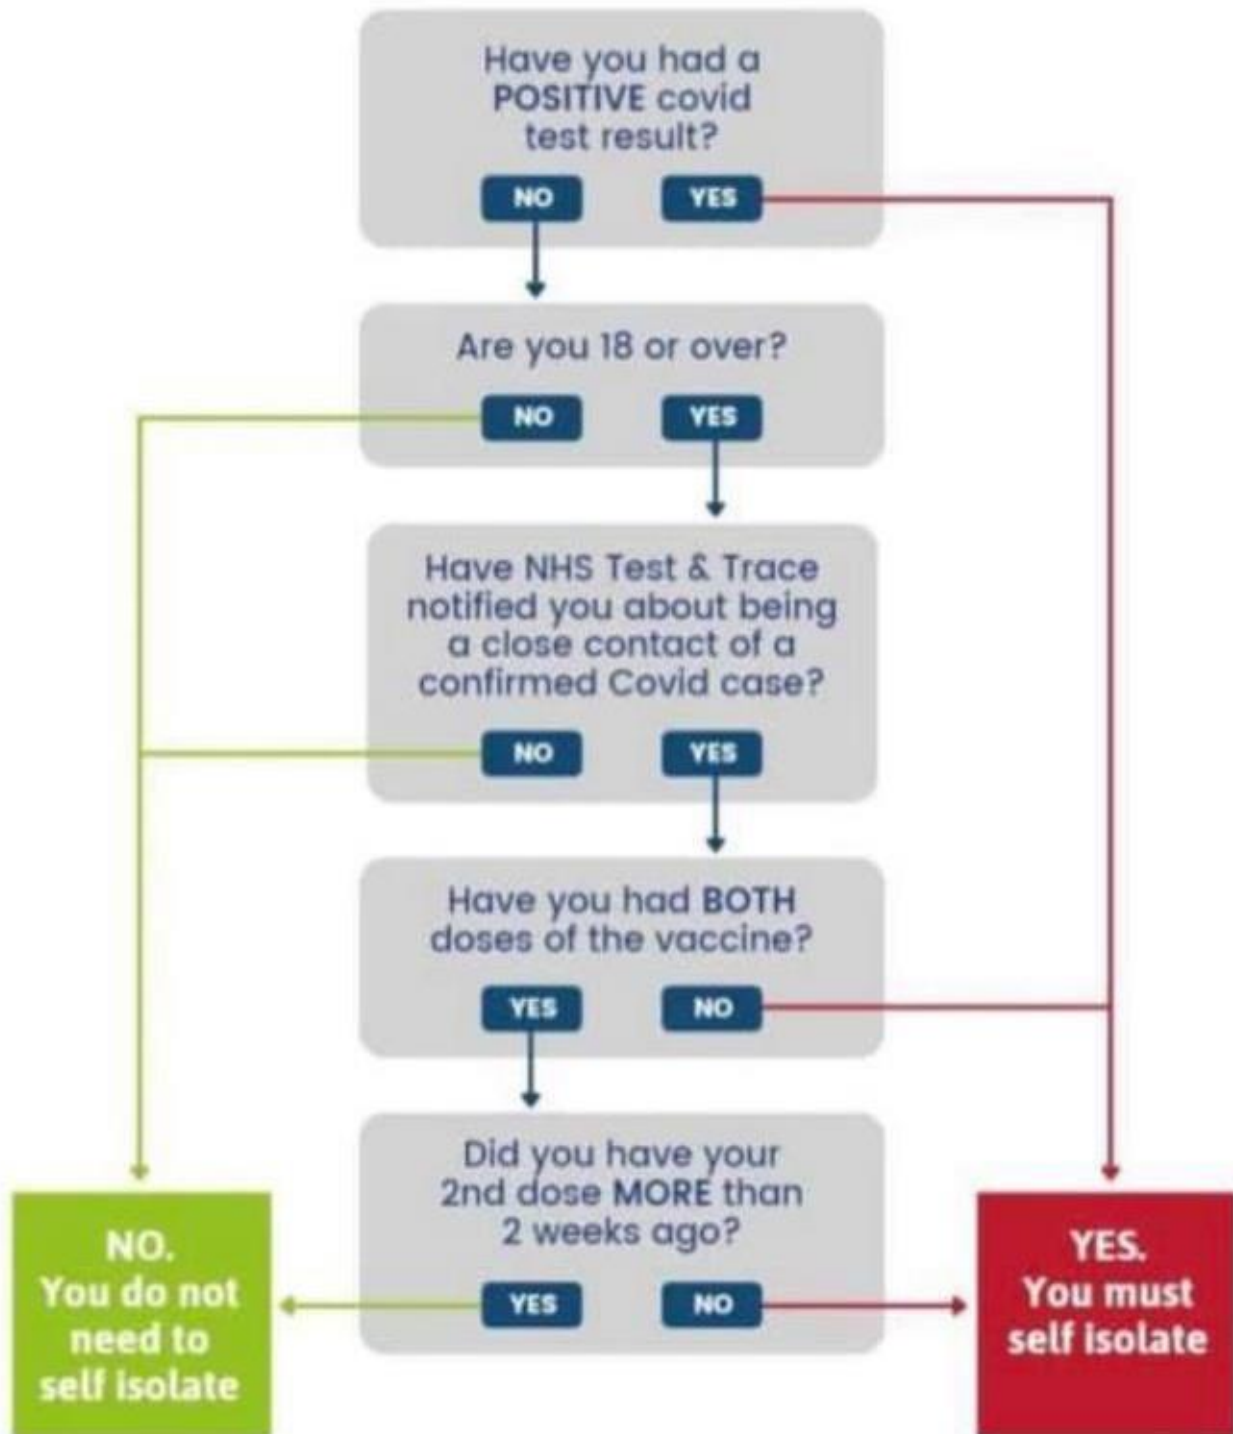 Have you had a
POSITIVE covid
test result?
NO YES
Are you 18 or over?
NO YES
Have NHS Test & Trace
notified you about being
a close contact of a
confirmed Covid case?
NO YES
Have you had BOTH
doses of the vaccine?
YES NO
Did you have your
2nd dose MORE than
2 weeks ago?
YES NO
NO.
You do not
need to
self isolate
YES.
You must
self isolate